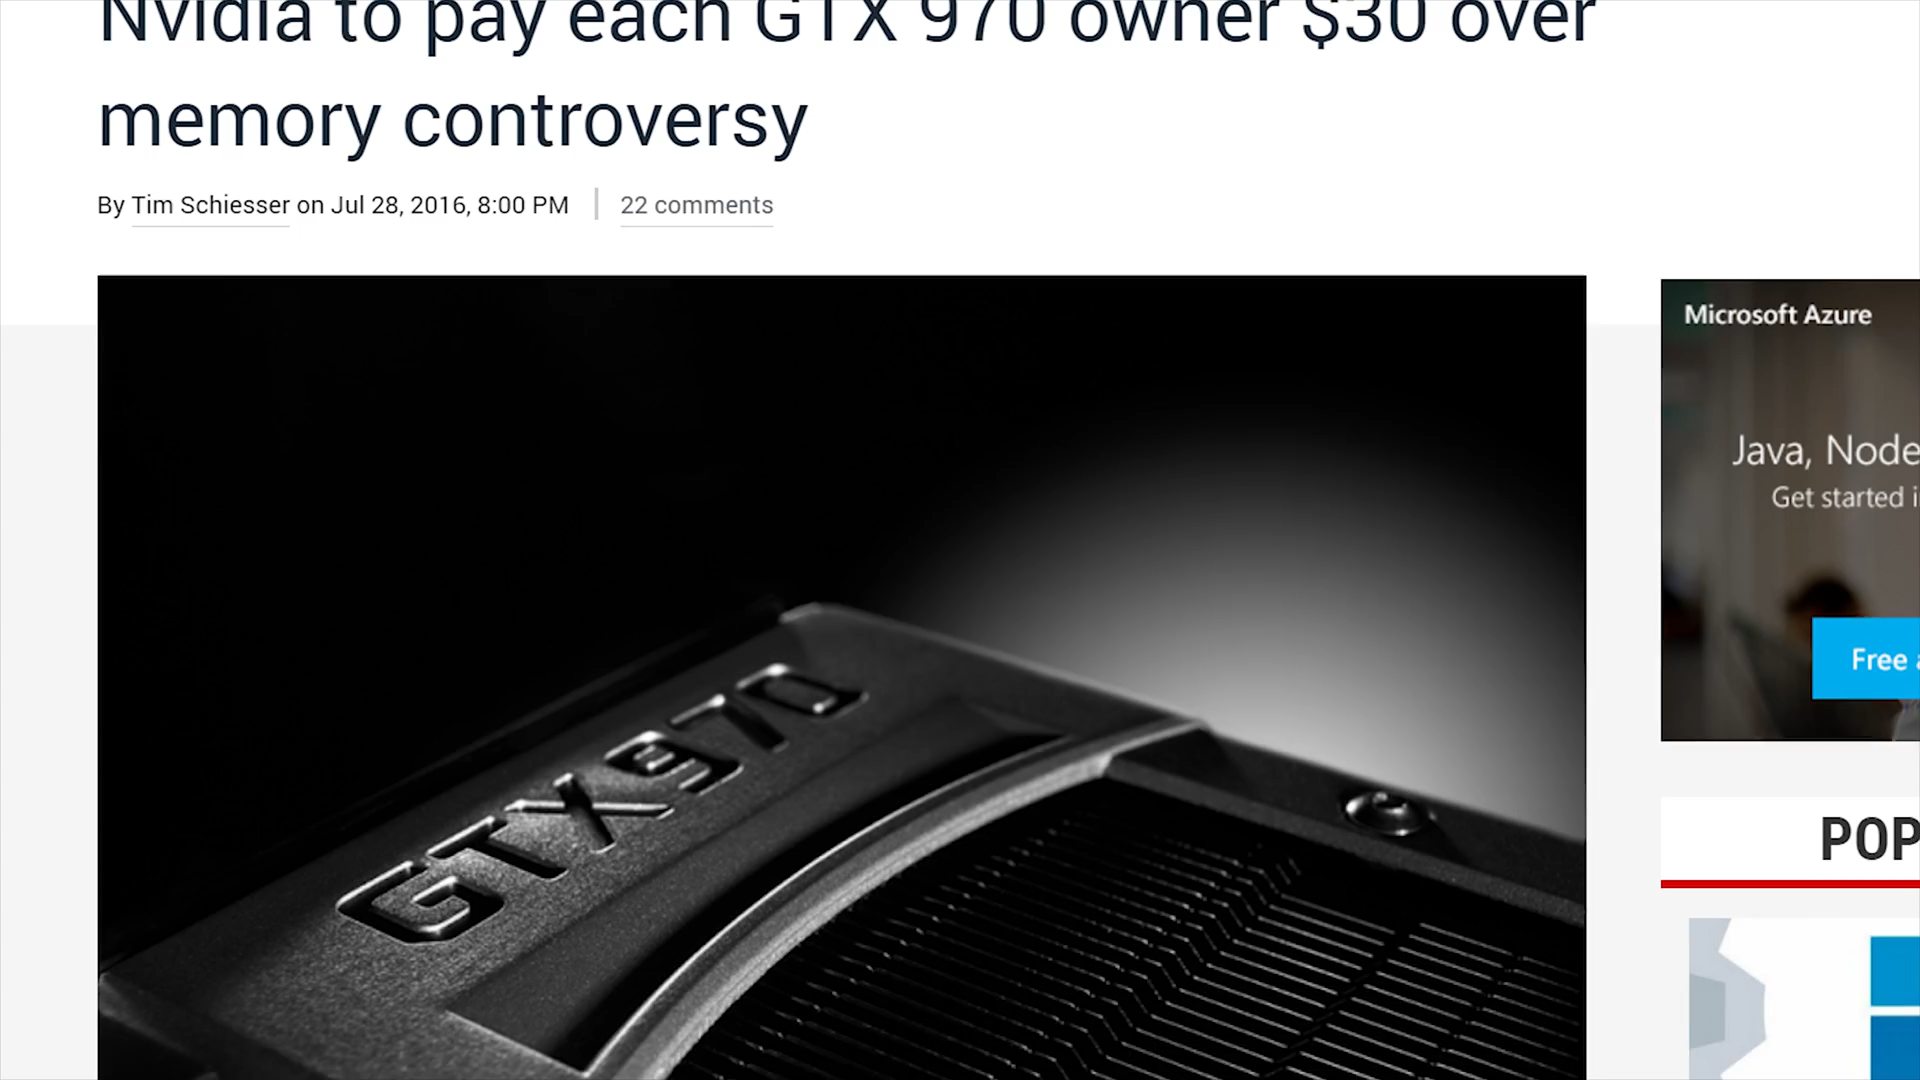 Nvidia to pay each GTX 970 owner $30 over
memory controversy
By Tim Schiesser on Jul 28, 2016, 8:00 PM
22 comments
GTX970
Microsoft Azure
Java, Node
Get started
Free
POP